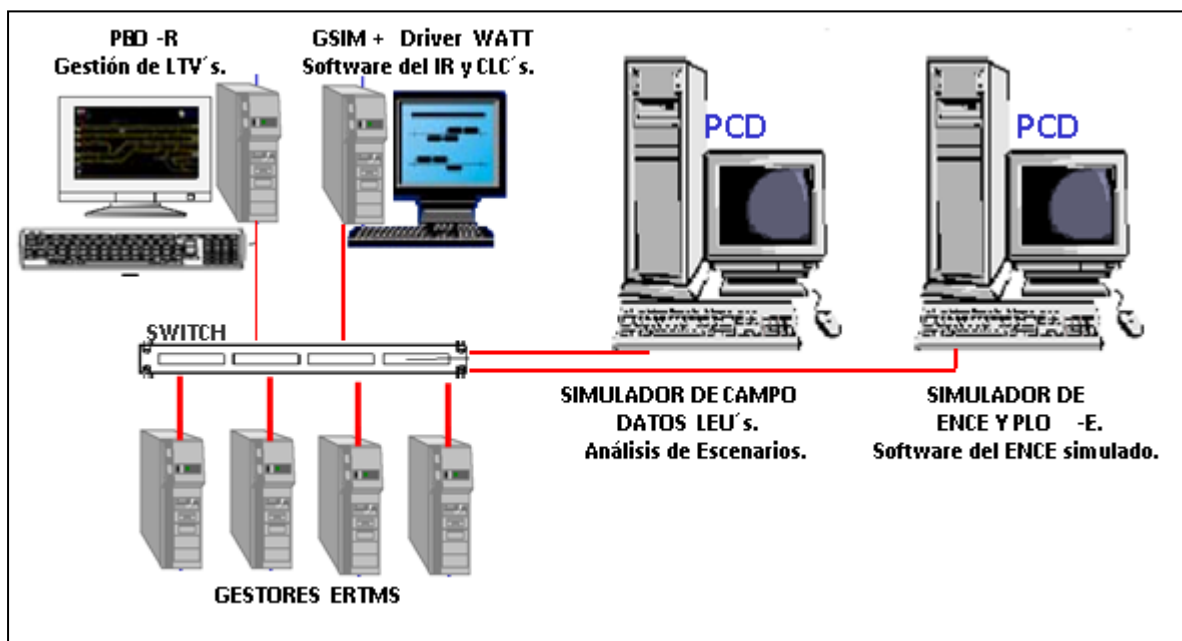 PBD -R
Gestión de LTV´s.
GSIM + Driver WATT
Software del IR y CLC´s.
PCD
PCD
SWITCH
SIMULADOR DE CAMPO
DATOS LEU´s.
Análisis de Escenarios.
SIMULADOR DE
ENCE Y PLO -E.
Software del ENCE simulado.
GESTORES ERTMS